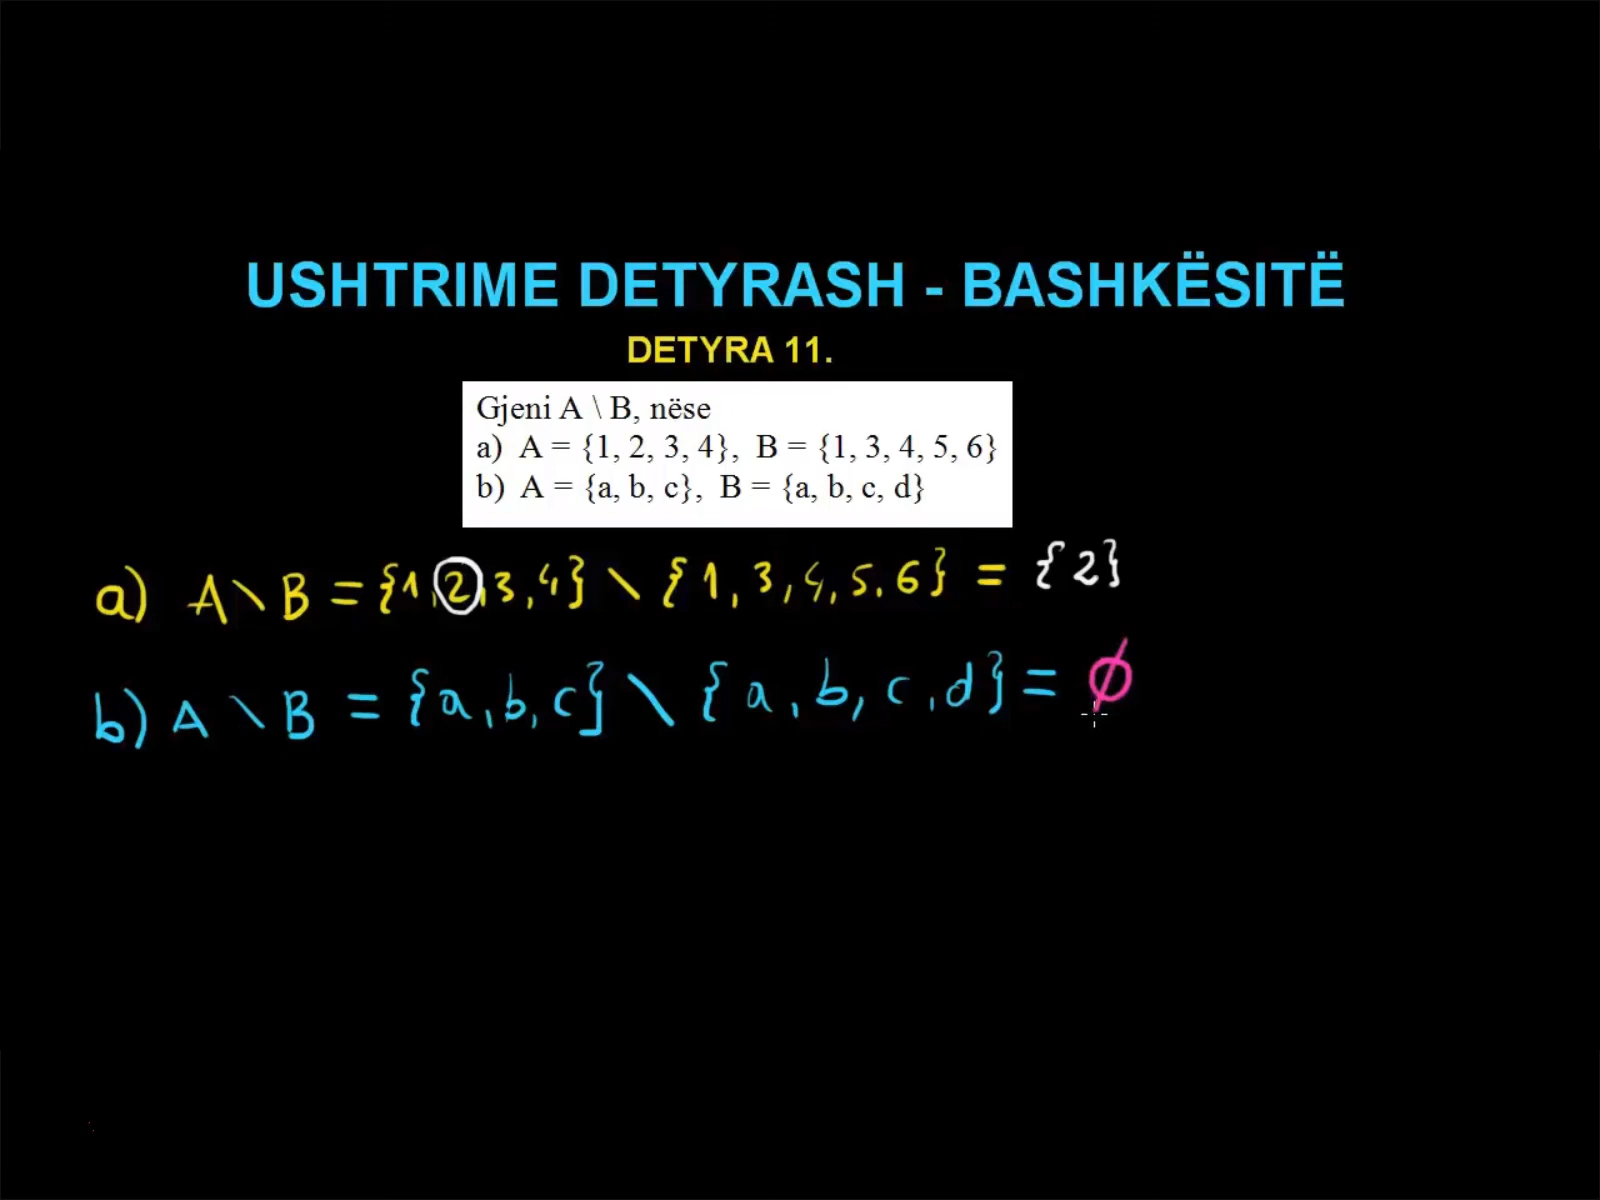 USHTRIME DETYRASH - BASHKËSITË
DETYRA 11.
Gjeni A \ B, nëse
a) A = {1, 2, 3, 4}, B = {1, 3, 4, 5, 6}
b) A = {a, b, c}, B = {a, b, c, d}
a) A \ B = {1, 2, 3, 4} \ {1, 3, 4, 5. 6} = {2}
b) A \ B = {a, b, c} \ {a, b, c, d} = ϕ